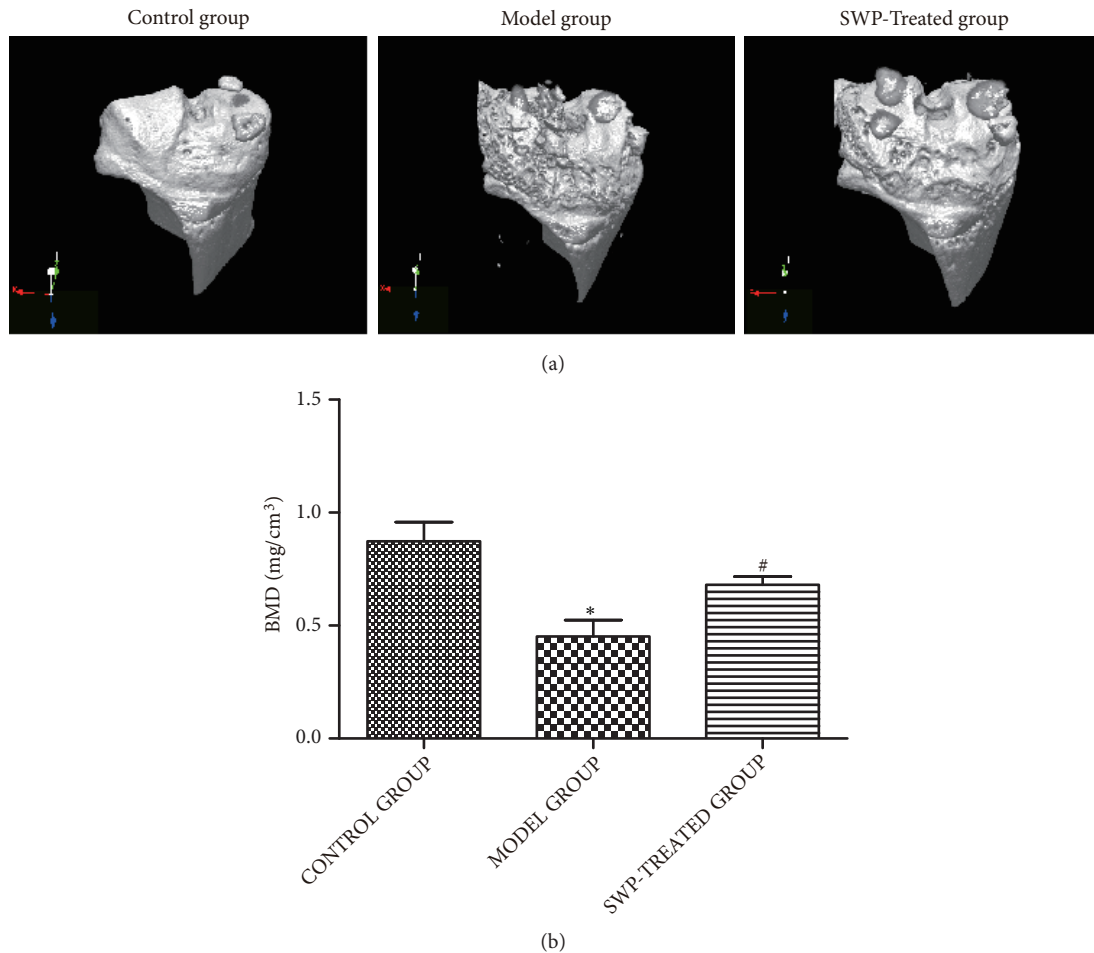 Control group
Model group
SWP-Treated group
(a)
1.5
1.0
0.5
0.0
BMD (mg/cm³)
*
#
CONTROL GROUP
MODEL GROUP
SWP-TREATED GROUP
(b)